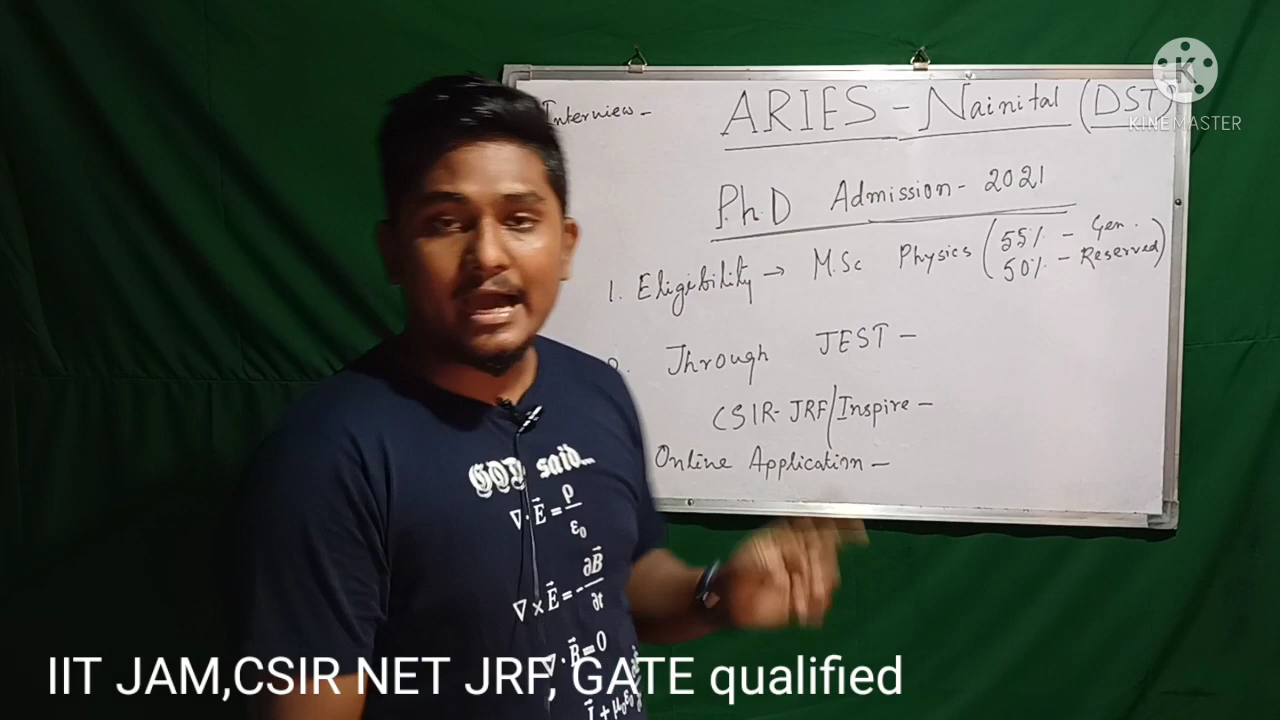 Interview -
ARIES - Nainital (DST)
KINEMASTER
Ph.D Admission - 2021
1. Eligibility → M.Sc Physics (55% - Gen.
50% - Reserved)
Through JEST -
CSIR-JRF/Inspire -
Online Application -
GOD said...
∇·E⃗ = ρ/ε₀
∇×E⃗ = -∂B⃗/∂t
∇·B⃗ = 0
IIT JAM,CSIR NET JRF, GATE qualified